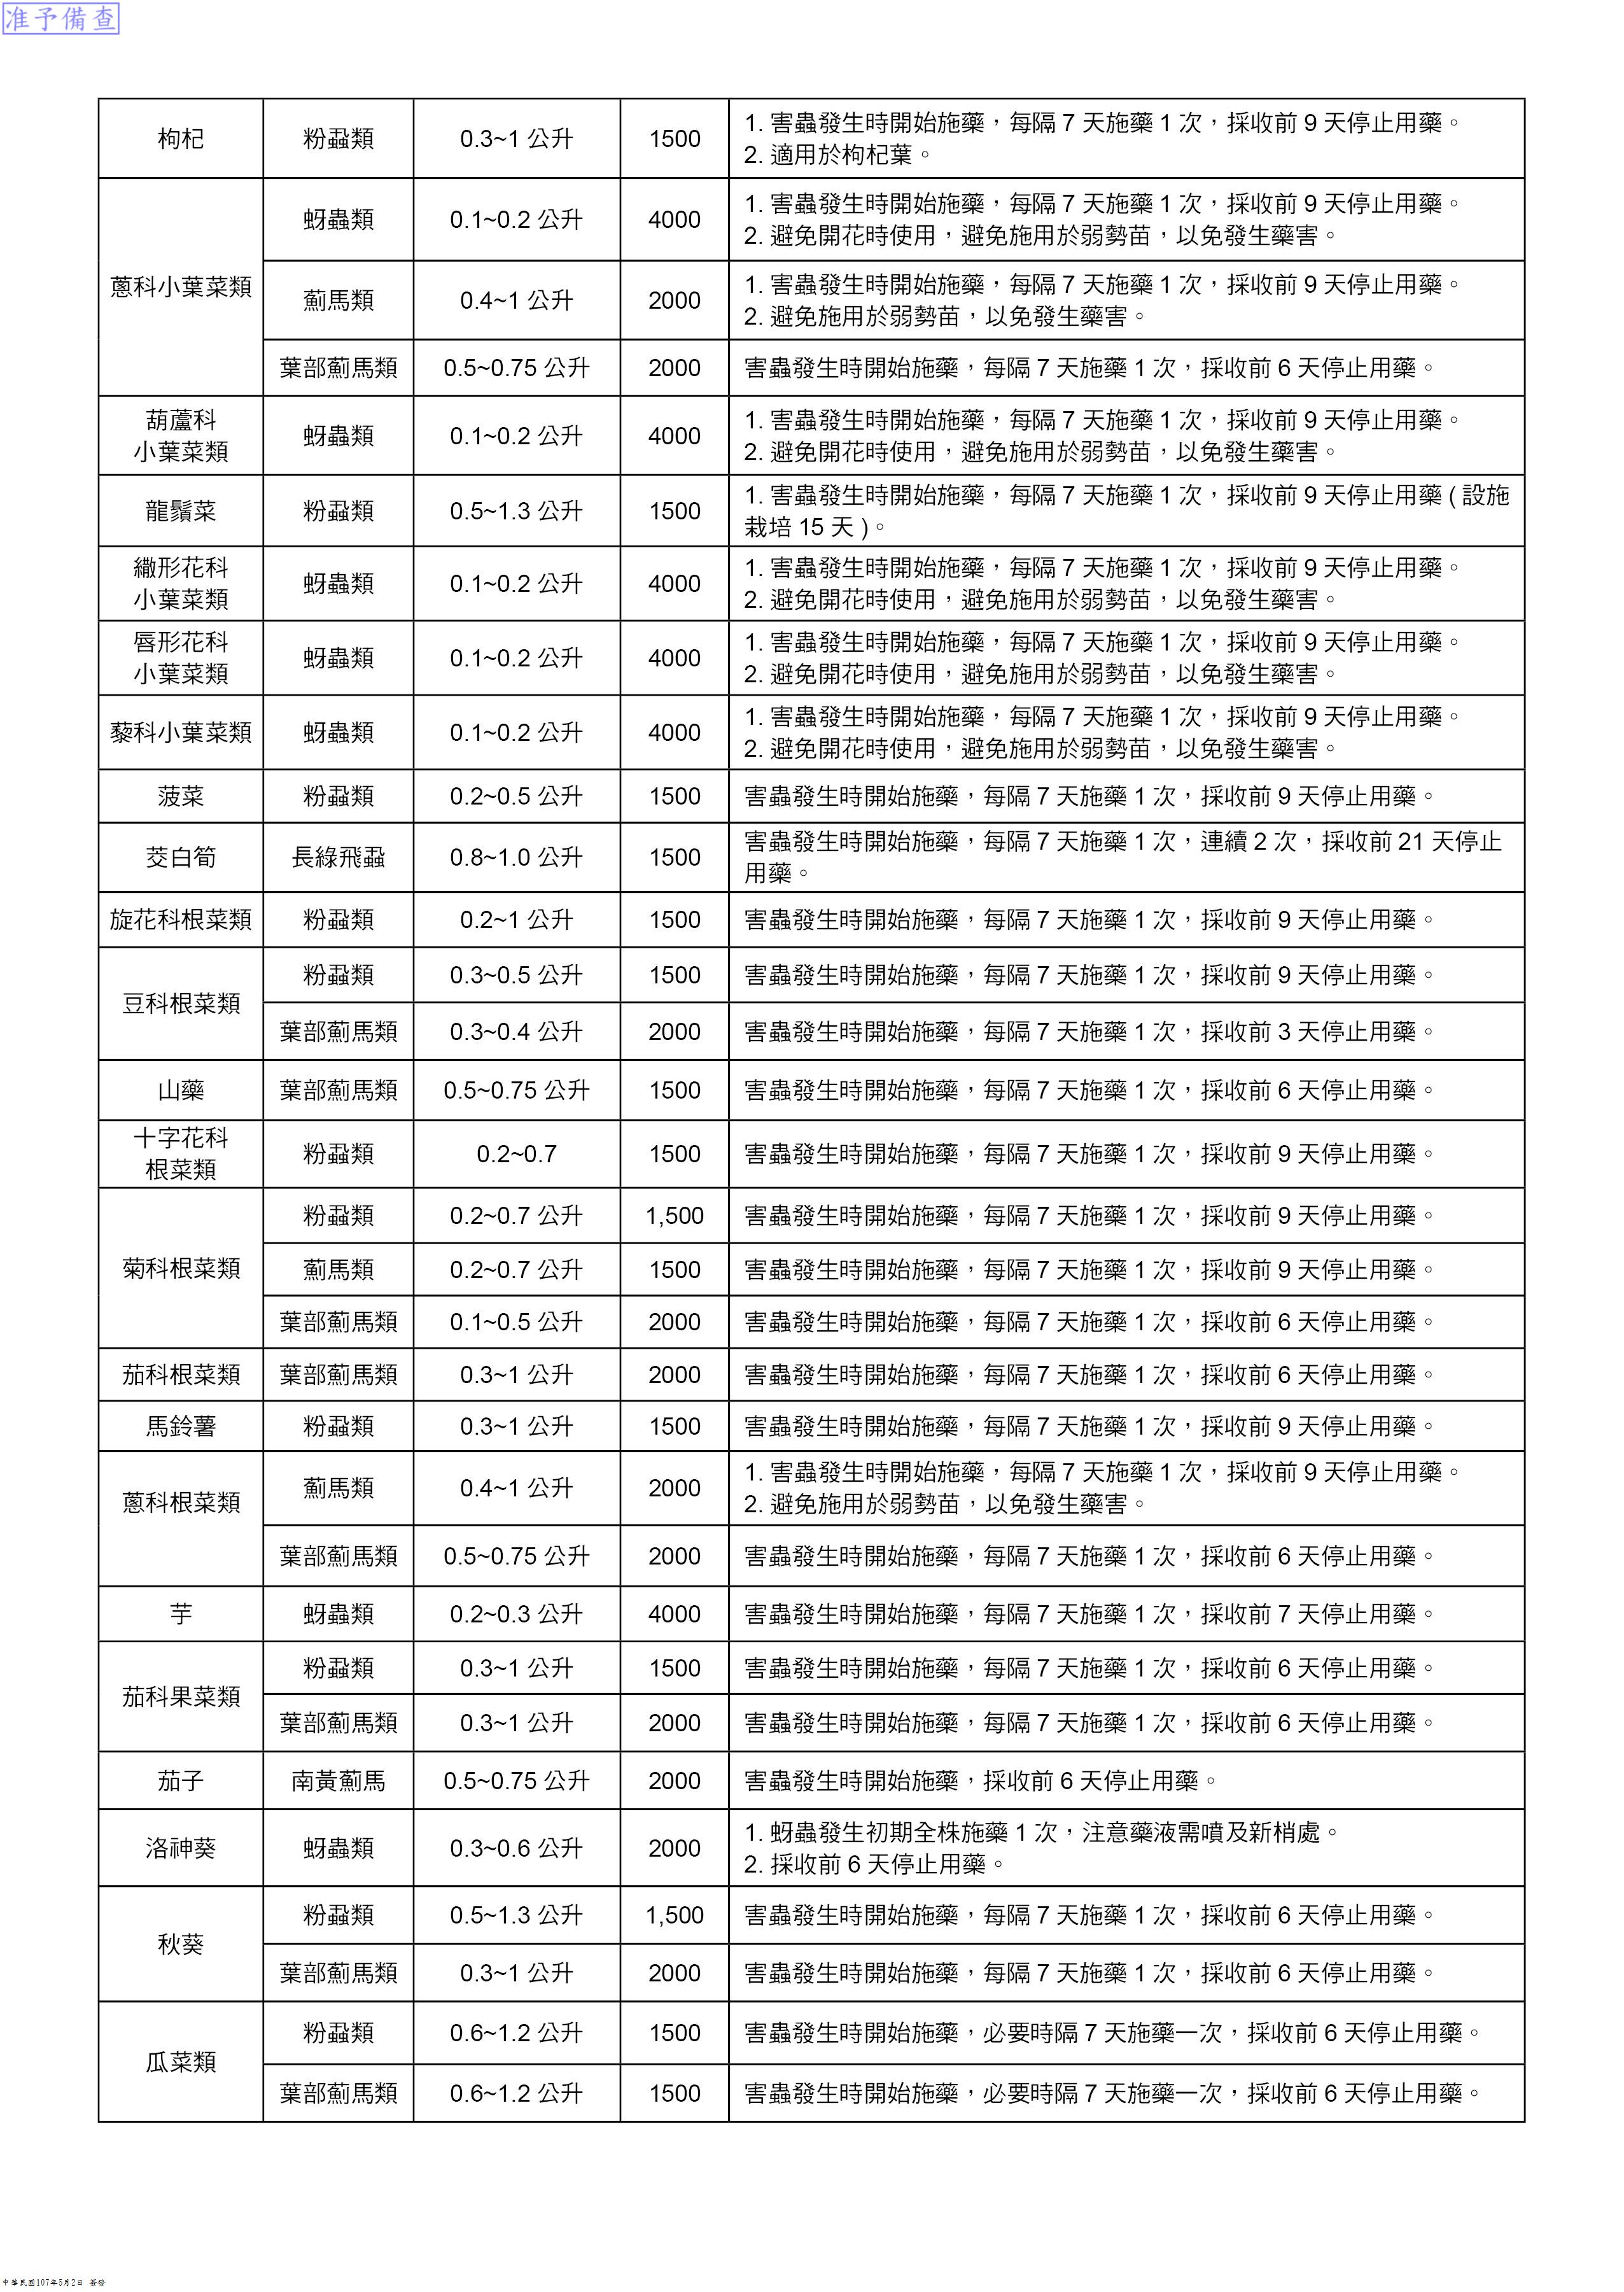 准予備查
枸杞 粉蝨類 0.3~1 公升 1500 1. 害蟲發生時開始施藥，每隔 7 天施藥 1 次，採收前 9 天停止用藥。
2. 適用於枸杞葉。
蔥科小葉菜類 蚜蟲類 0.1~0.2 公升 4000 1. 害蟲發生時開始施藥，每隔 7 天施藥 1 次，採收前 9 天停止用藥。
2. 避免開花時使用，避免施用於弱勢苗，以免發生藥害。
薊馬類 0.4~1 公升 2000 1. 害蟲發生時開始施藥，每隔 7 天施藥 1 次，採收前 9 天停止用藥。
2. 避免施用於弱勢苗，以免發生藥害。
葉部薊馬類 0.5~0.75 公升 2000 害蟲發生時開始施藥，每隔 7 天施藥 1 次，採收前 6 天停止用藥。
葫蘆科
小葉菜類 蚜蟲類 0.1~0.2 公升 4000 1. 害蟲發生時開始施藥，每隔 7 天施藥 1 次，採收前 9 天停止用藥。
2. 避免開花時使用，避免施用於弱勢苗，以免發生藥害。
龍鬚菜 粉蝨類 0.5~1.3 公升 1500 1. 害蟲發生時開始施藥，每隔 7 天施藥 1 次，採收前 9 天停止用藥 ( 設施
栽培 15 天 )。
繖形花科
小葉菜類 蚜蟲類 0.1~0.2 公升 4000 1. 害蟲發生時開始施藥，每隔 7 天施藥 1 次，採收前 9 天停止用藥。
2. 避免開花時使用，避免施用於弱勢苗，以免發生藥害。
唇形花科
小葉菜類 蚜蟲類 0.1~0.2 公升 4000 1. 害蟲發生時開始施藥，每隔 7 天施藥 1 次，採收前 9 天停止用藥。
2. 避免開花時使用，避免施用於弱勢苗，以免發生藥害。
藜科小葉菜類 蚜蟲類 0.1~0.2 公升 4000 1. 害蟲發生時開始施藥，每隔 7 天施藥 1 次，採收前 9 天停止用藥。
2. 避免開花時使用，避免施用於弱勢苗，以免發生藥害。
菠菜 粉蝨類 0.2~0.5 公升 1500 害蟲發生時開始施藥，每隔 7 天施藥 1 次，採收前 9 天停止用藥。
茭白筍 長綠飛蝨 0.8~1.0 公升 1500 害蟲發生時開始施藥，每隔 7 天施藥 1 次，連續 2 次，採收前 21 天停止
用藥。
旋花科根菜類 粉蝨類 0.2~1 公升 1500 害蟲發生時開始施藥，每隔 7 天施藥 1 次，採收前 9 天停止用藥。
豆科根菜類 粉蝨類 0.3~0.5 公升 1500 害蟲發生時開始施藥，每隔 7 天施藥 1 次，採收前 9 天停止用藥。
葉部薊馬類 0.3~0.4 公升 2000 害蟲發生時開始施藥，每隔 7 天施藥 1 次，採收前 3 天停止用藥。
山藥 葉部薊馬類 0.5~0.75 公升 1500 害蟲發生時開始施藥，每隔 7 天施藥 1 次，採收前 6 天停止用藥。
十字花科
根菜類 粉蝨類 0.2~0.7 1500 害蟲發生時開始施藥，每隔 7 天施藥 1 次，採收前 9 天停止用藥。
菊科根菜類 粉蝨類 0.2~0.7 公升 1,500 害蟲發生時開始施藥，每隔 7 天施藥 1 次，採收前 9 天停止用藥。
薊馬類 0.2~0.7 公升 1500 害蟲發生時開始施藥，每隔 7 天施藥 1 次，採收前 9 天停止用藥。
葉部薊馬類 0.1~0.5 公升 2000 害蟲發生時開始施藥，每隔 7 天施藥 1 次，採收前 6 天停止用藥。
茄科根菜類 葉部薊馬類 0.3~1 公升 2000 害蟲發生時開始施藥，每隔 7 天施藥 1 次，採收前 6 天停止用藥。
馬鈴薯 粉蝨類 0.3~1 公升 1500 害蟲發生時開始施藥，每隔 7 天施藥 1 次，採收前 9 天停止用藥。
蔥科根菜類 薊馬類 0.4~1 公升 2000 1. 害蟲發生時開始施藥，每隔 7 天施藥 1 次，採收前 9 天停止用藥。
2. 避免施用於弱勢苗，以免發生藥害。
葉部薊馬類 0.5~0.75 公升 2000 害蟲發生時開始施藥，每隔 7 天施藥 1 次，採收前 6 天停止用藥。
芋 蚜蟲類 0.2~0.3 公升 4000 害蟲發生時開始施藥，每隔 7 天施藥 1 次，採收前 7 天停止用藥。
茄科果菜類 粉蝨類 0.3~1 公升 1500 害蟲發生時開始施藥，每隔 7 天施藥 1 次，採收前 6 天停止用藥。
葉部薊馬類 0.3~1 公升 2000 害蟲發生時開始施藥，每隔 7 天施藥 1 次，採收前 6 天停止用藥。
茄子 南黃薊馬 0.5~0.75 公升 2000 害蟲發生時開始施藥，採收前 6 天停止用藥。
洛神葵 蚜蟲類 0.3~0.6 公升 2000 1. 蚜蟲發生初期全株施藥 1 次，注意藥液需噴及新梢處。
2. 採收前 6 天停止用藥。
秋葵 粉蝨類 0.5~1.3 公升 1,500 害蟲發生時開始施藥，每隔 7 天施藥 1 次，採收前 6 天停止用藥。
葉部薊馬類 0.3~1 公升 2000 害蟲發生時開始施藥，每隔 7 天施藥 1 次，採收前 6 天停止用藥。
瓜菜類 粉蝨類 0.6~1.2 公升 1500 害蟲發生時開始施藥，必要時隔 7 天施藥一次，採收前 6 天停止用藥。
葉部薊馬類 0.6~1.2 公升 1500 害蟲發生時開始施藥，必要時隔 7 天施藥一次，採收前 6 天停止用藥。
中華民國107年5月2日 簽發